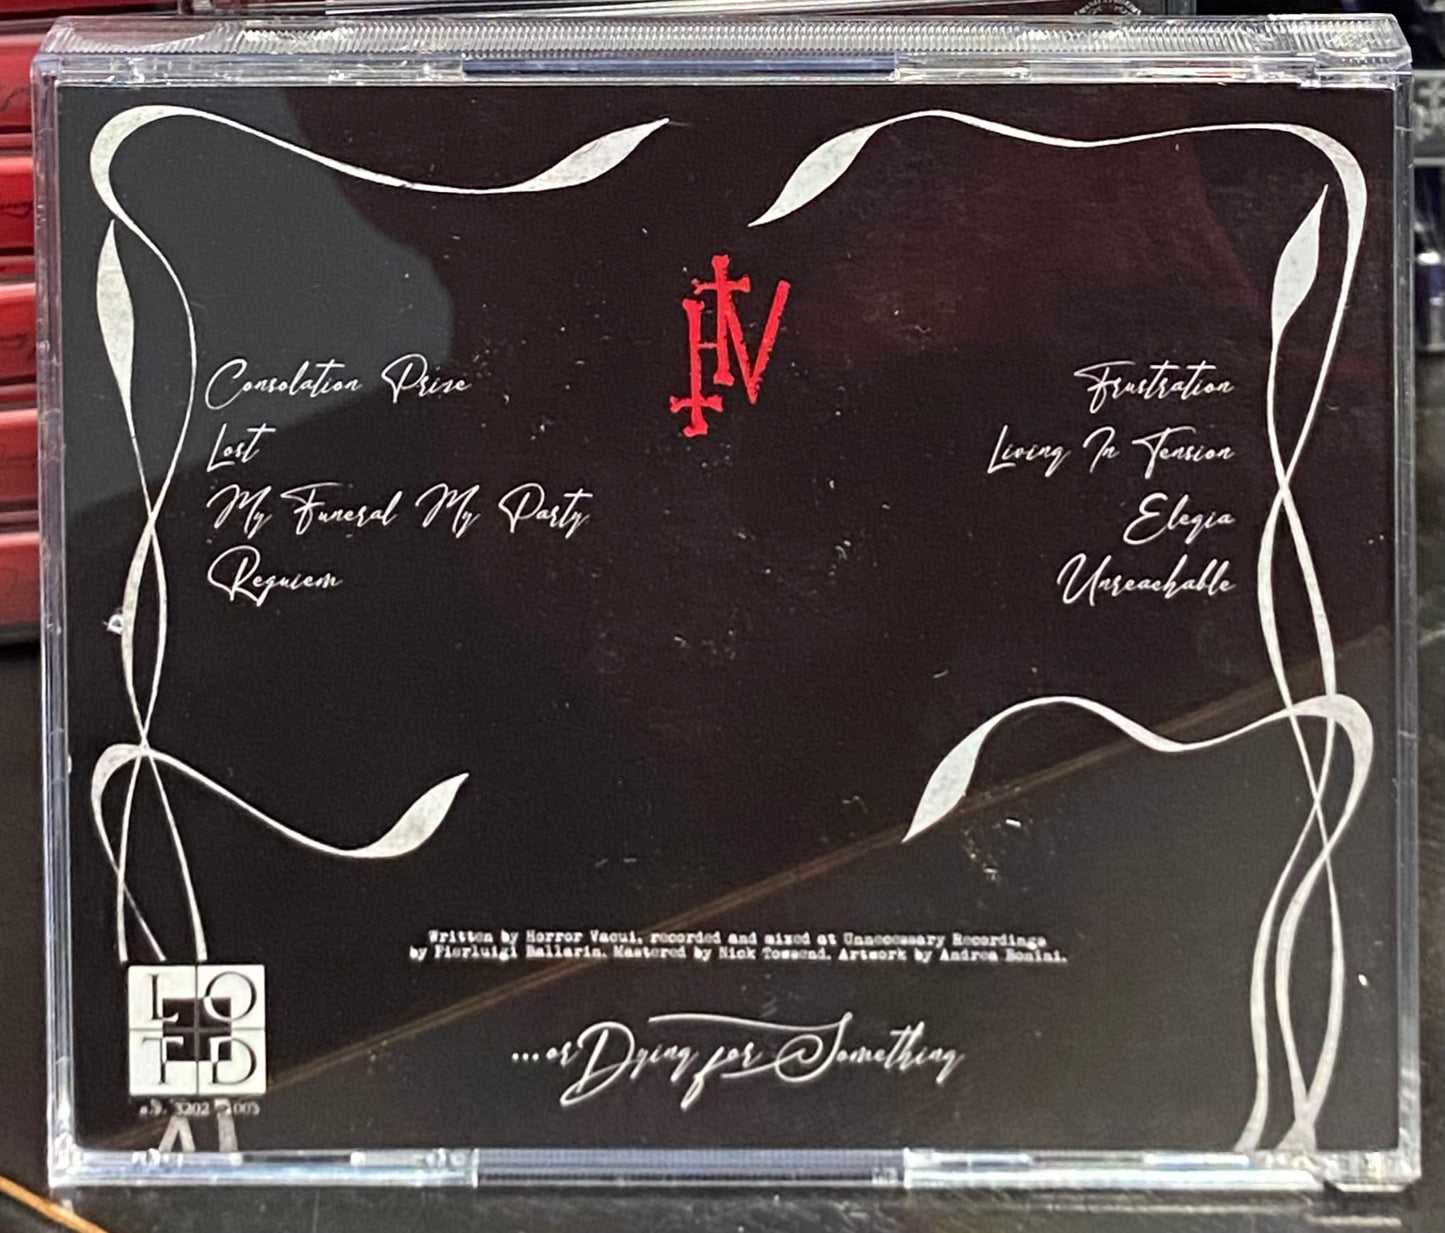 HV
Consolation Prize
Lost
My Funeral My Party
Requiem
Frustration
Living In Tension
Elegia
Unreachable
Written by Horror Vacui, recorded and mixed at Unnecessary Recordings
by Pierluigi Ballarin. Mastered by Nick Towsend. Artwork by Andrea Bonini.
...or Dying for Something
L O
T D